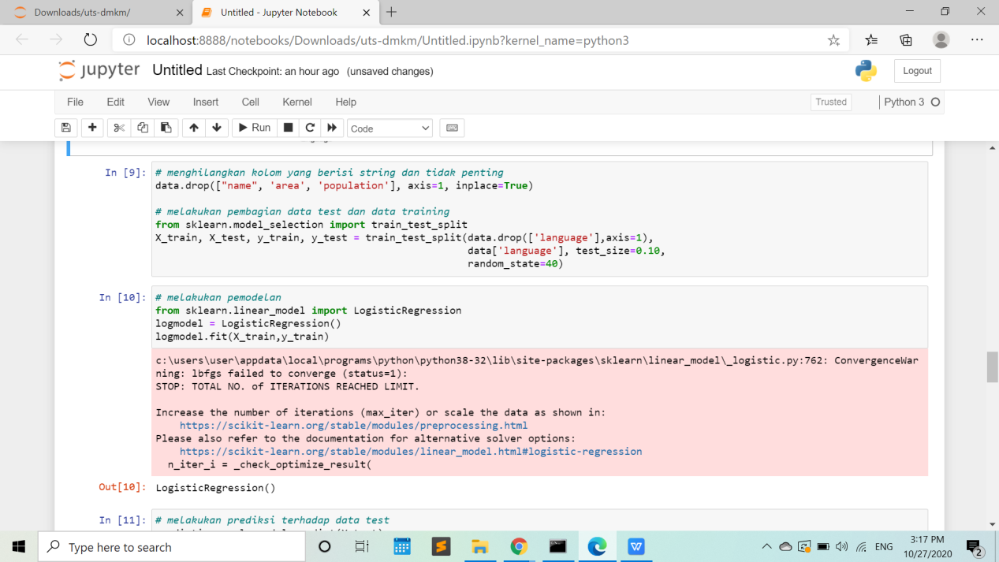 Downloads/uts-dmkm/
Untitled - Jupyter Notebook
localhost:8888/notebooks/Downloads/uts-dmkm/Untitled.ipynb?kernel_name=python3
jupyter Untitled Last Checkpoint: an hour ago (unsaved changes)
Logout
File Edit View Insert Cell Kernel Help
Trusted
Python 3
Run
Code
In [9]:
# menghilangkan kolom yang berisi string dan tidak penting
data.drop(["name", 'area', 'population'], axis=1, inplace=True)
# melakukan pembagian data test dan data training
from sklearn.model_selection import train_test_split
X_train, X_test, y_train, y_test = train_test_split(data.drop(['language'],axis=1),
data['language'], test_size=0.10,
random_state=40)
In [10]:
# melakukan pemodelan
from sklearn.linear_model import LogisticRegression
logmodel = LogisticRegression()
logmodel.fit(X_train,y_train)
c:\users\user\appdata\local\programs\python\python38-32\lib\site-packages\sklearn\linear_model\_logistic.py:762: ConvergenceWar
ning: lbfgs failed to converge (status=1):
STOP: TOTAL NO. of ITERATIONS REACHED LIMIT.
Increase the number of iterations (max_iter) or scale the data as shown in:
https://scikit-learn.org/stable/modules/preprocessing.html
Please also refer to the documentation for alternative solver options:
https://scikit-learn.org/stable/modules/linear_model.html#logistic-regression
n_iter_i = _check_optimize_result(
Out[10]: LogisticRegression()
In [11]:
# melakukan prediksi terhadap data test
Type here to search
ENG
3:17 PM
10/27/2020
2